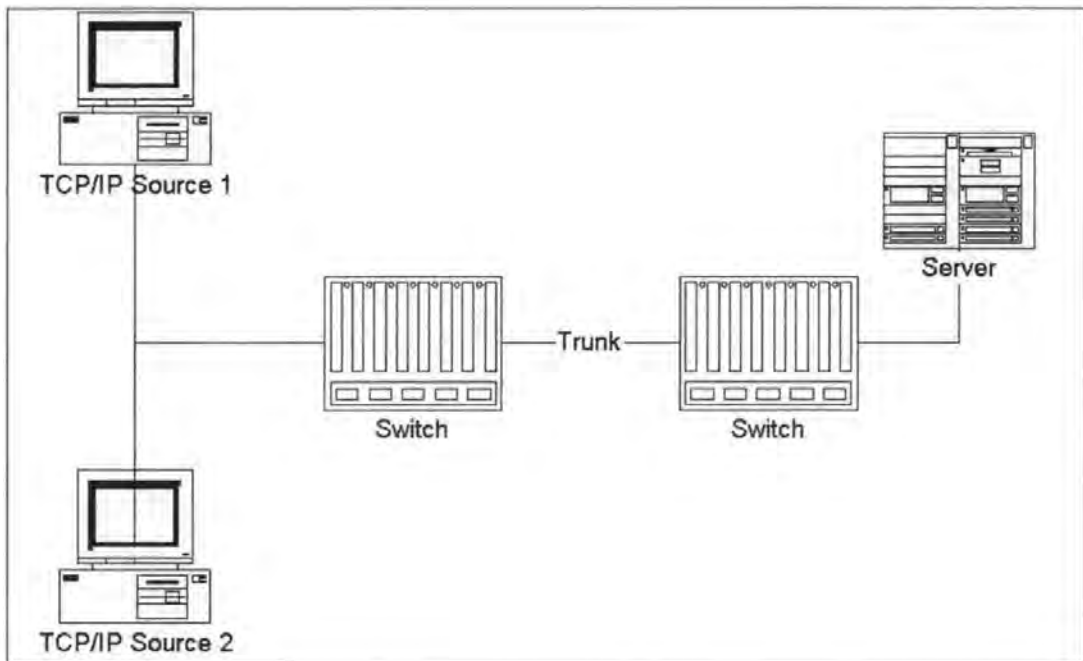 TCP/IP Source 1
Server
Trunk
Switch
Switch
TCP/IP Source 2